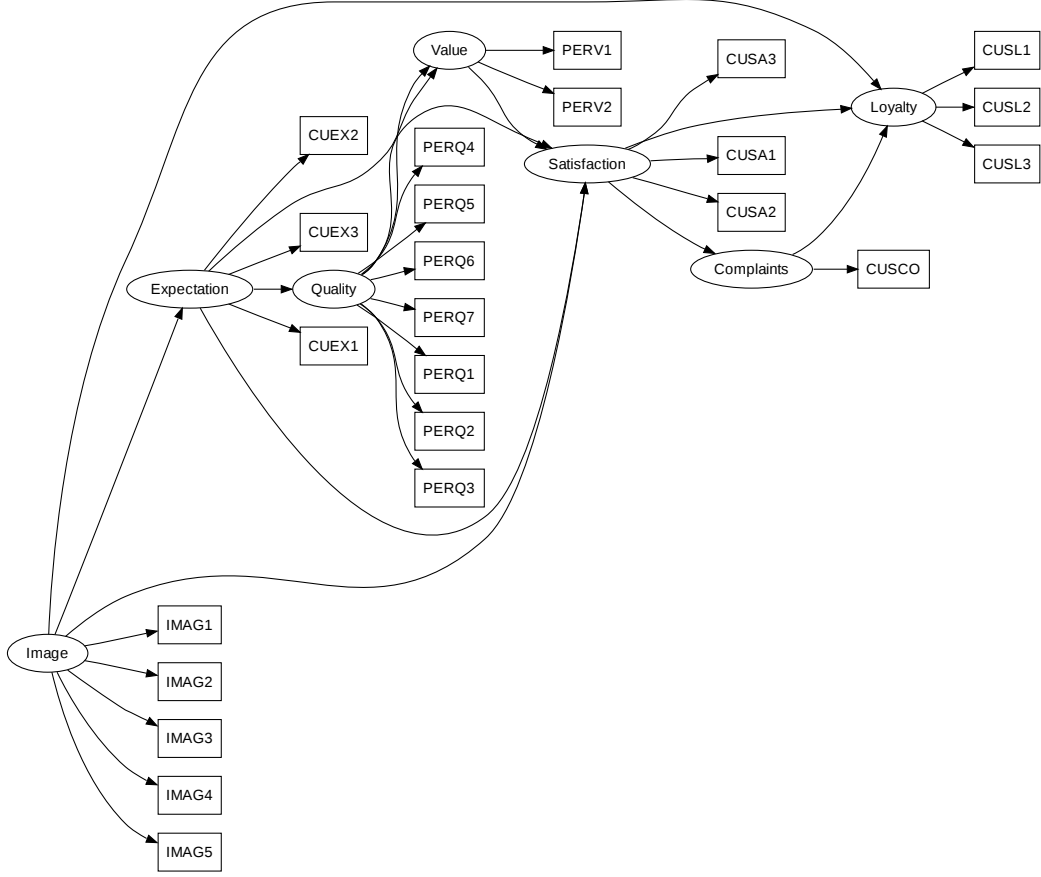 Value
PERV1
PERV2
CUSA3
CUSL1
CUSL2
CUSL3
Loyalty
CUEX2
PERQ4
Satisfaction
CUSA1
CUSA2
PERQ5
CUEX3
PERQ6
Complaints
CUSCO
Expectation
Quality
PERQ7
CUEX1
PERQ1
PERQ2
PERQ3
Image
IMAG1
IMAG2
IMAG3
IMAG4
IMAG5